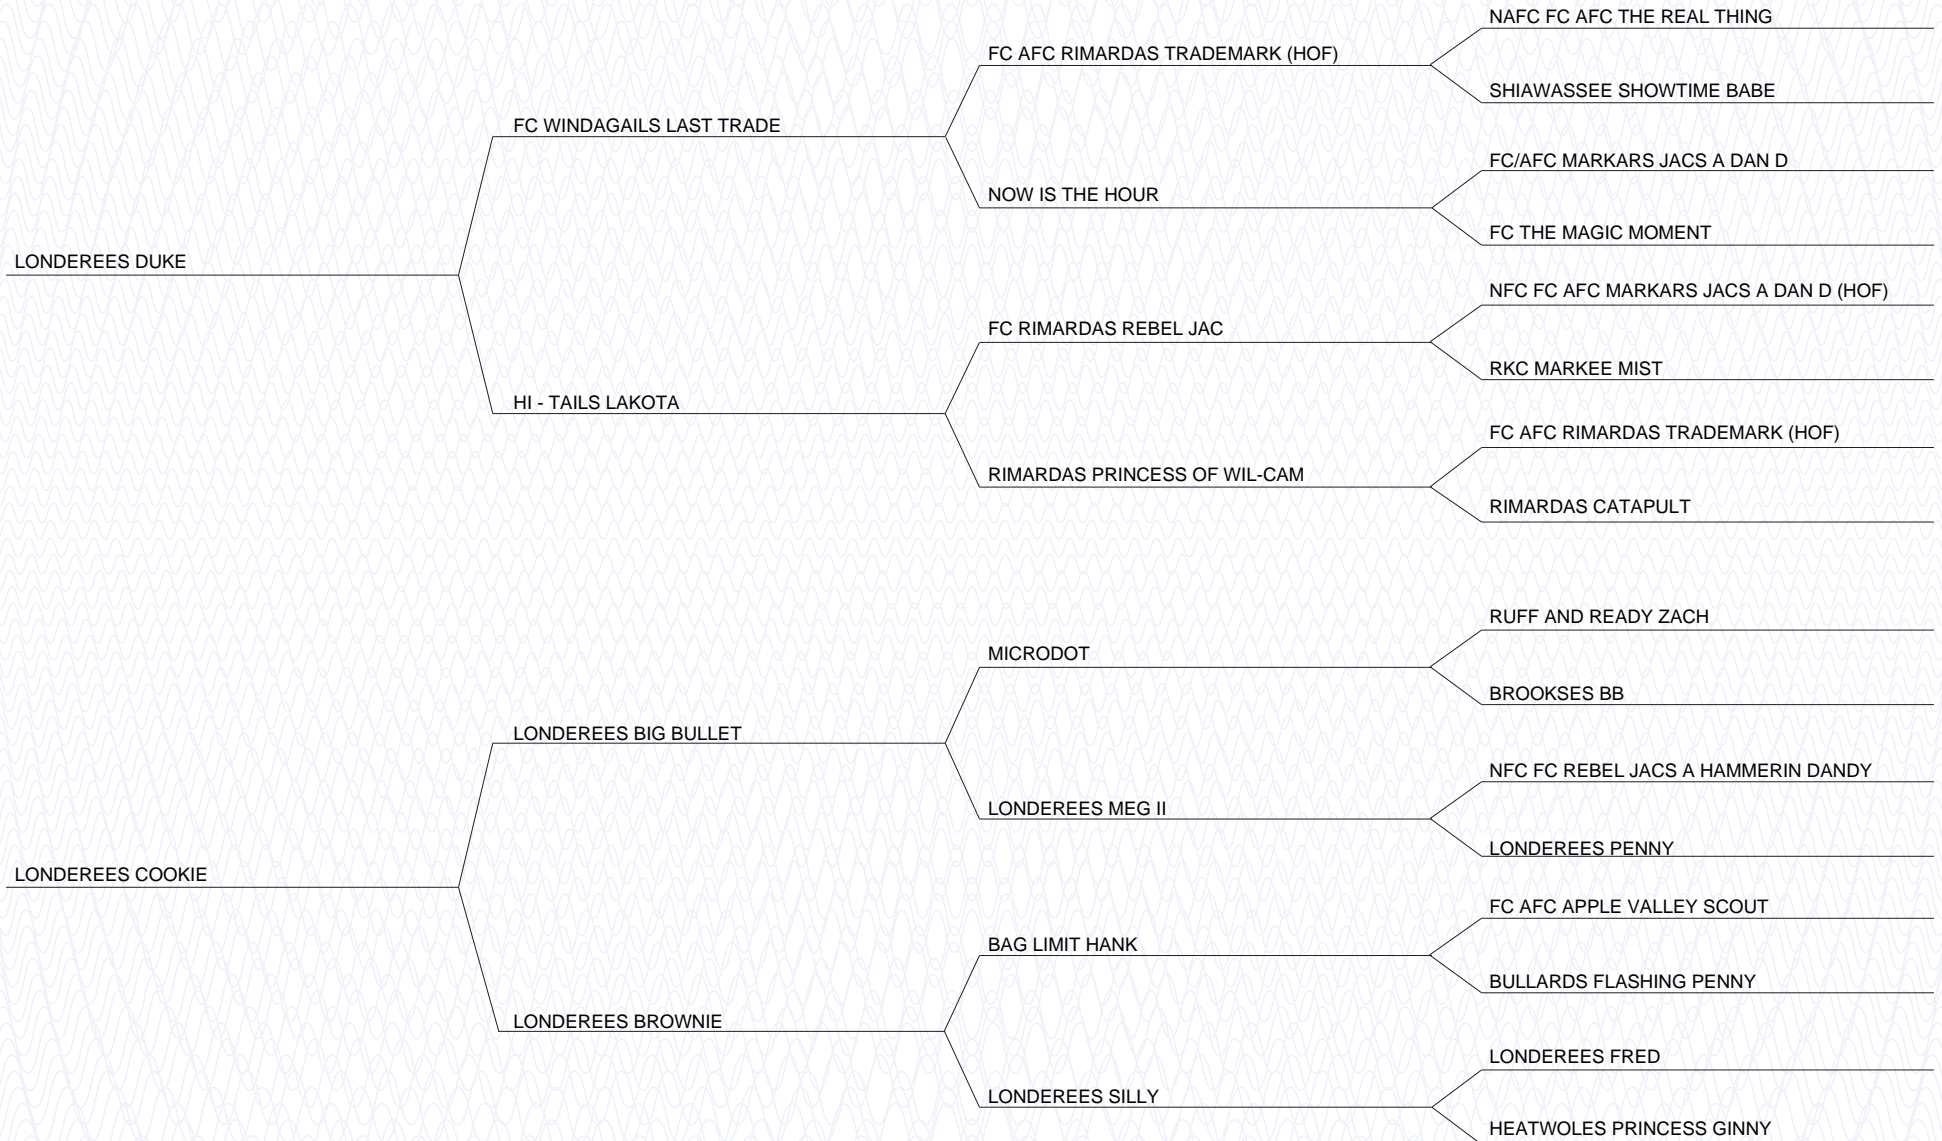 NAFC FC AFC THE REAL THING
FC AFC RIMARDAS TRADEMARK (HOF)
SHIAWASSEE SHOWTIME BABE
FC WINDAGAILS LAST TRADE
FC/AFC MARKARS JACS A DAN D
NOW IS THE HOUR
FC THE MAGIC MOMENT
LONDEREES DUKE
NFC FC AFC MARKARS JACS A DAN D (HOF)
FC RIMARDAS REBEL JAC
RKC MARKEE MIST
HI - TAILS LAKOTA
FC AFC RIMARDAS TRADEMARK (HOF)
RIMARDAS PRINCESS OF WIL-CAM
RIMARDAS CATAPULT
RUFF AND READY ZACH
MICRODOT
BROOKSES BB
LONDEREES BIG BULLET
NFC FC REBEL JACS A HAMMERIN DANDY
LONDEREES MEG II
LONDEREES PENNY
LONDEREES COOKIE
FC AFC APPLE VALLEY SCOUT
BAG LIMIT HANK
BULLARDS FLASHING PENNY
LONDEREES BROWNIE
LONDEREES FRED
LONDEREES SILLY
HEATWOLES PRINCESS GINNY